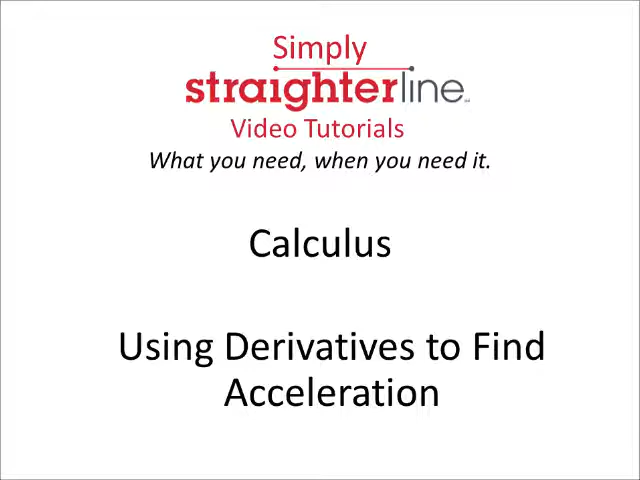 Simply
straighterline
Video Tutorials
What you need, when you need it.
Calculus
Using Derivatives to Find
Acceleration